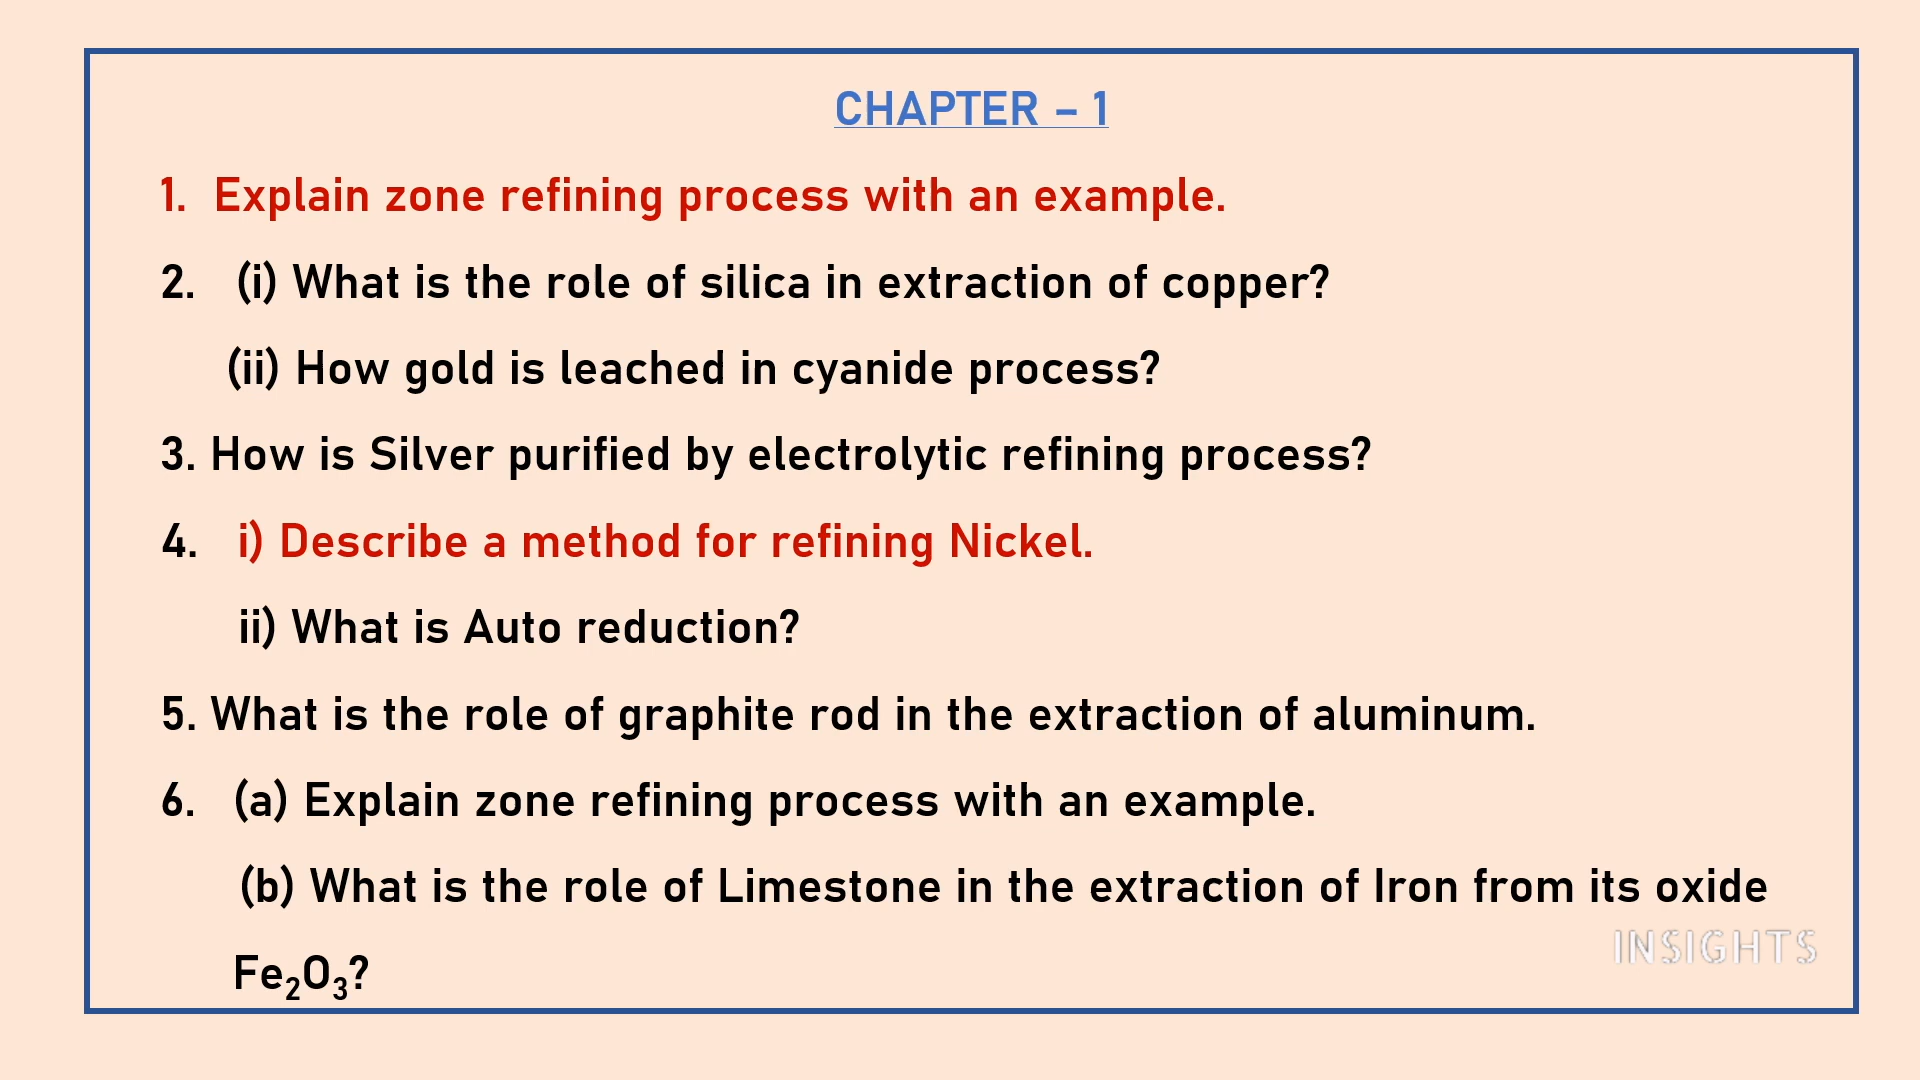 CHAPTER – 1
1. Explain zone refining process with an example.
2. (i) What is the role of silica in extraction of copper?
(ii) How gold is leached in cyanide process?
3. How is Silver purified by electrolytic refining process?
4. i) Describe a method for refining Nickel.
ii) What is Auto reduction?
5. What is the role of graphite rod in the extraction of aluminum.
6. (a) Explain zone refining process with an example.
(b) What is the role of Limestone in the extraction of Iron from its oxide
Fe₂O₃?
INSIGHTS